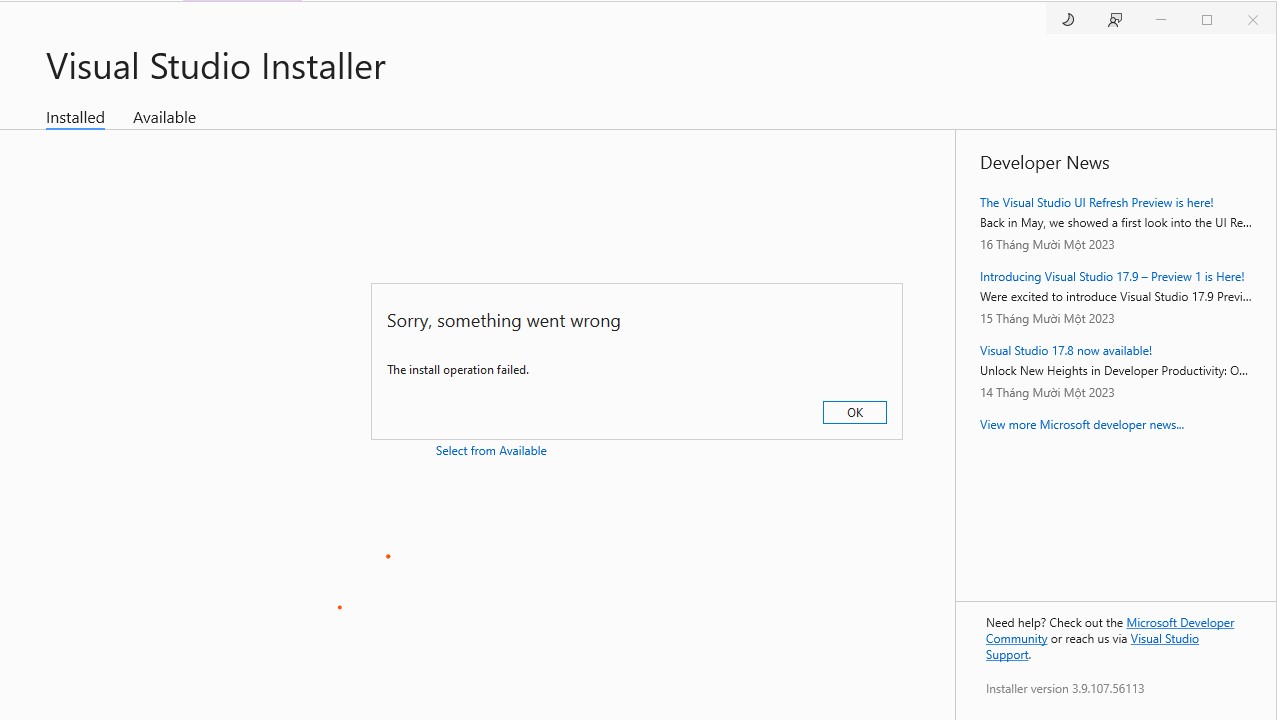 Visual Studio Installer
Installed
Available
Sorry, something went wrong
The install operation failed.
OK
Select from Available
Developer News
The Visual Studio UI Refresh Preview is here!
Back in May, we showed a first look into the UI Re...
16 Tháng Mười Một 2023
Introducing Visual Studio 17.9 – Preview 1 is Here!
Were excited to introduce Visual Studio 17.9 Previ...
15 Tháng Mười Một 2023
Visual Studio 17.8 now available!
Unlock New Heights in Developer Productivity: O...
14 Tháng Mười Một 2023
View more Microsoft developer news...
Need help? Check out the Microsoft Developer
Community or reach us via Visual Studio
Support.
Installer version 3.9.107.56113